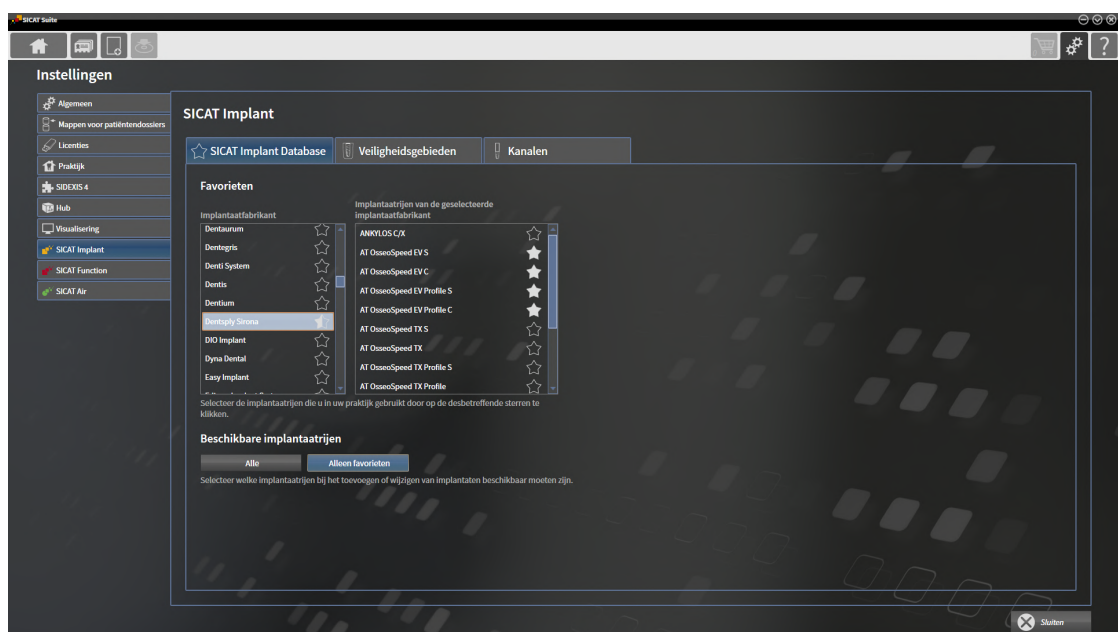 SICAT Suite
Instellingen
Algemeen
Mappen voor patiëntendossiers
Licenties
Praktijk
SIDEXIS 4
Hub
Visualisering
SICAT Implant
SICAT Function
SICAT Air
SICAT Implant
SICAT Implant Database
Veiligheidsgebieden
Kanalen
Favorieten
Implantaatfabrikant
Dentaurum
Dentegris
Denti System
Dentis
Dentium
Dentsply Sirona
DIO Implant
Dyna Dental
Easy Implant
Implantaatrijen van de geselecteerde
implantaatfabrikant
ANKYLOS C/X
AT OsseoSpeed EV S
AT OsseoSpeed EV C
AT OsseoSpeed EV Profile S
AT OsseoSpeed EV Profile C
AT OsseoSpeed TX S
AT OsseoSpeed TX
AT OsseoSpeed TX Profile S
AT OsseoSpeed TX Profile
Selecteer de implantaatrijen die u in uw praktijk gebruikt door op de desbetreffende sterren te
klikken.
Beschikbare implantaatrijen
Alle
Alleen favorieten
Selecteer welke implantaatrijen bij het toevoegen of wijzigen van implantaten beschikbaar moeten zijn.
Sluiten